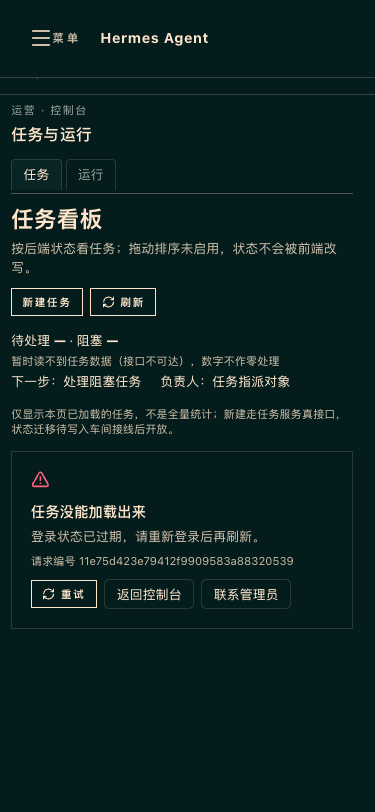 菜单 Hermes Agent
运营 · 控制台
任务与运行
任务 运行
任务看板
按后端状态看任务；拖动排序未启用，状态不会被前端改
写。
新建任务 刷新
待处理 — · 阻塞 —
暂时读不到任务数据（接口不可达），数字不作零处理
下一步：处理阻塞任务 负责人：任务指派对象
仅显示本页已加载的任务，不是全量统计；新建走任务服务真接口，
状态迁移待写入车间接线后开放。
任务没能加载出来
登录状态已过期，请重新登录后再刷新。
请求编号 11e75d423e79412f9909583a88320539
重试 返回控制台 联系管理员